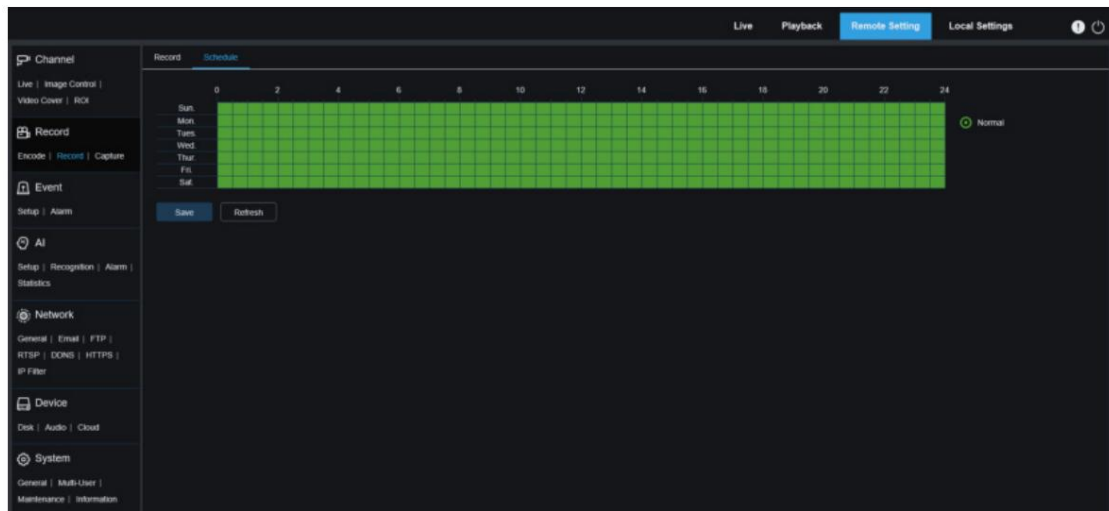 Live Playback Remote Setting Local Settings
Channel
Live | Image Control |
Video Cover | ROI
Record
Encode | Record | Capture
Event
Setup | Alarm
AI
Setup | Recognition | Alarm |
Statistics
Network
General | Email | FTP |
RTSP | DDNS | HTTPS |
IP Filter
Device
Disk | Audio | Cloud
System
General | Multi-User |
Maintenance | Information
Record Schedule
0 2 4 6 8 10 12 14 16 18 20 22 24
Sun.
Mon.
Tues.
Wed.
Thur.
Fri.
Sat.
Normal
Save Refresh